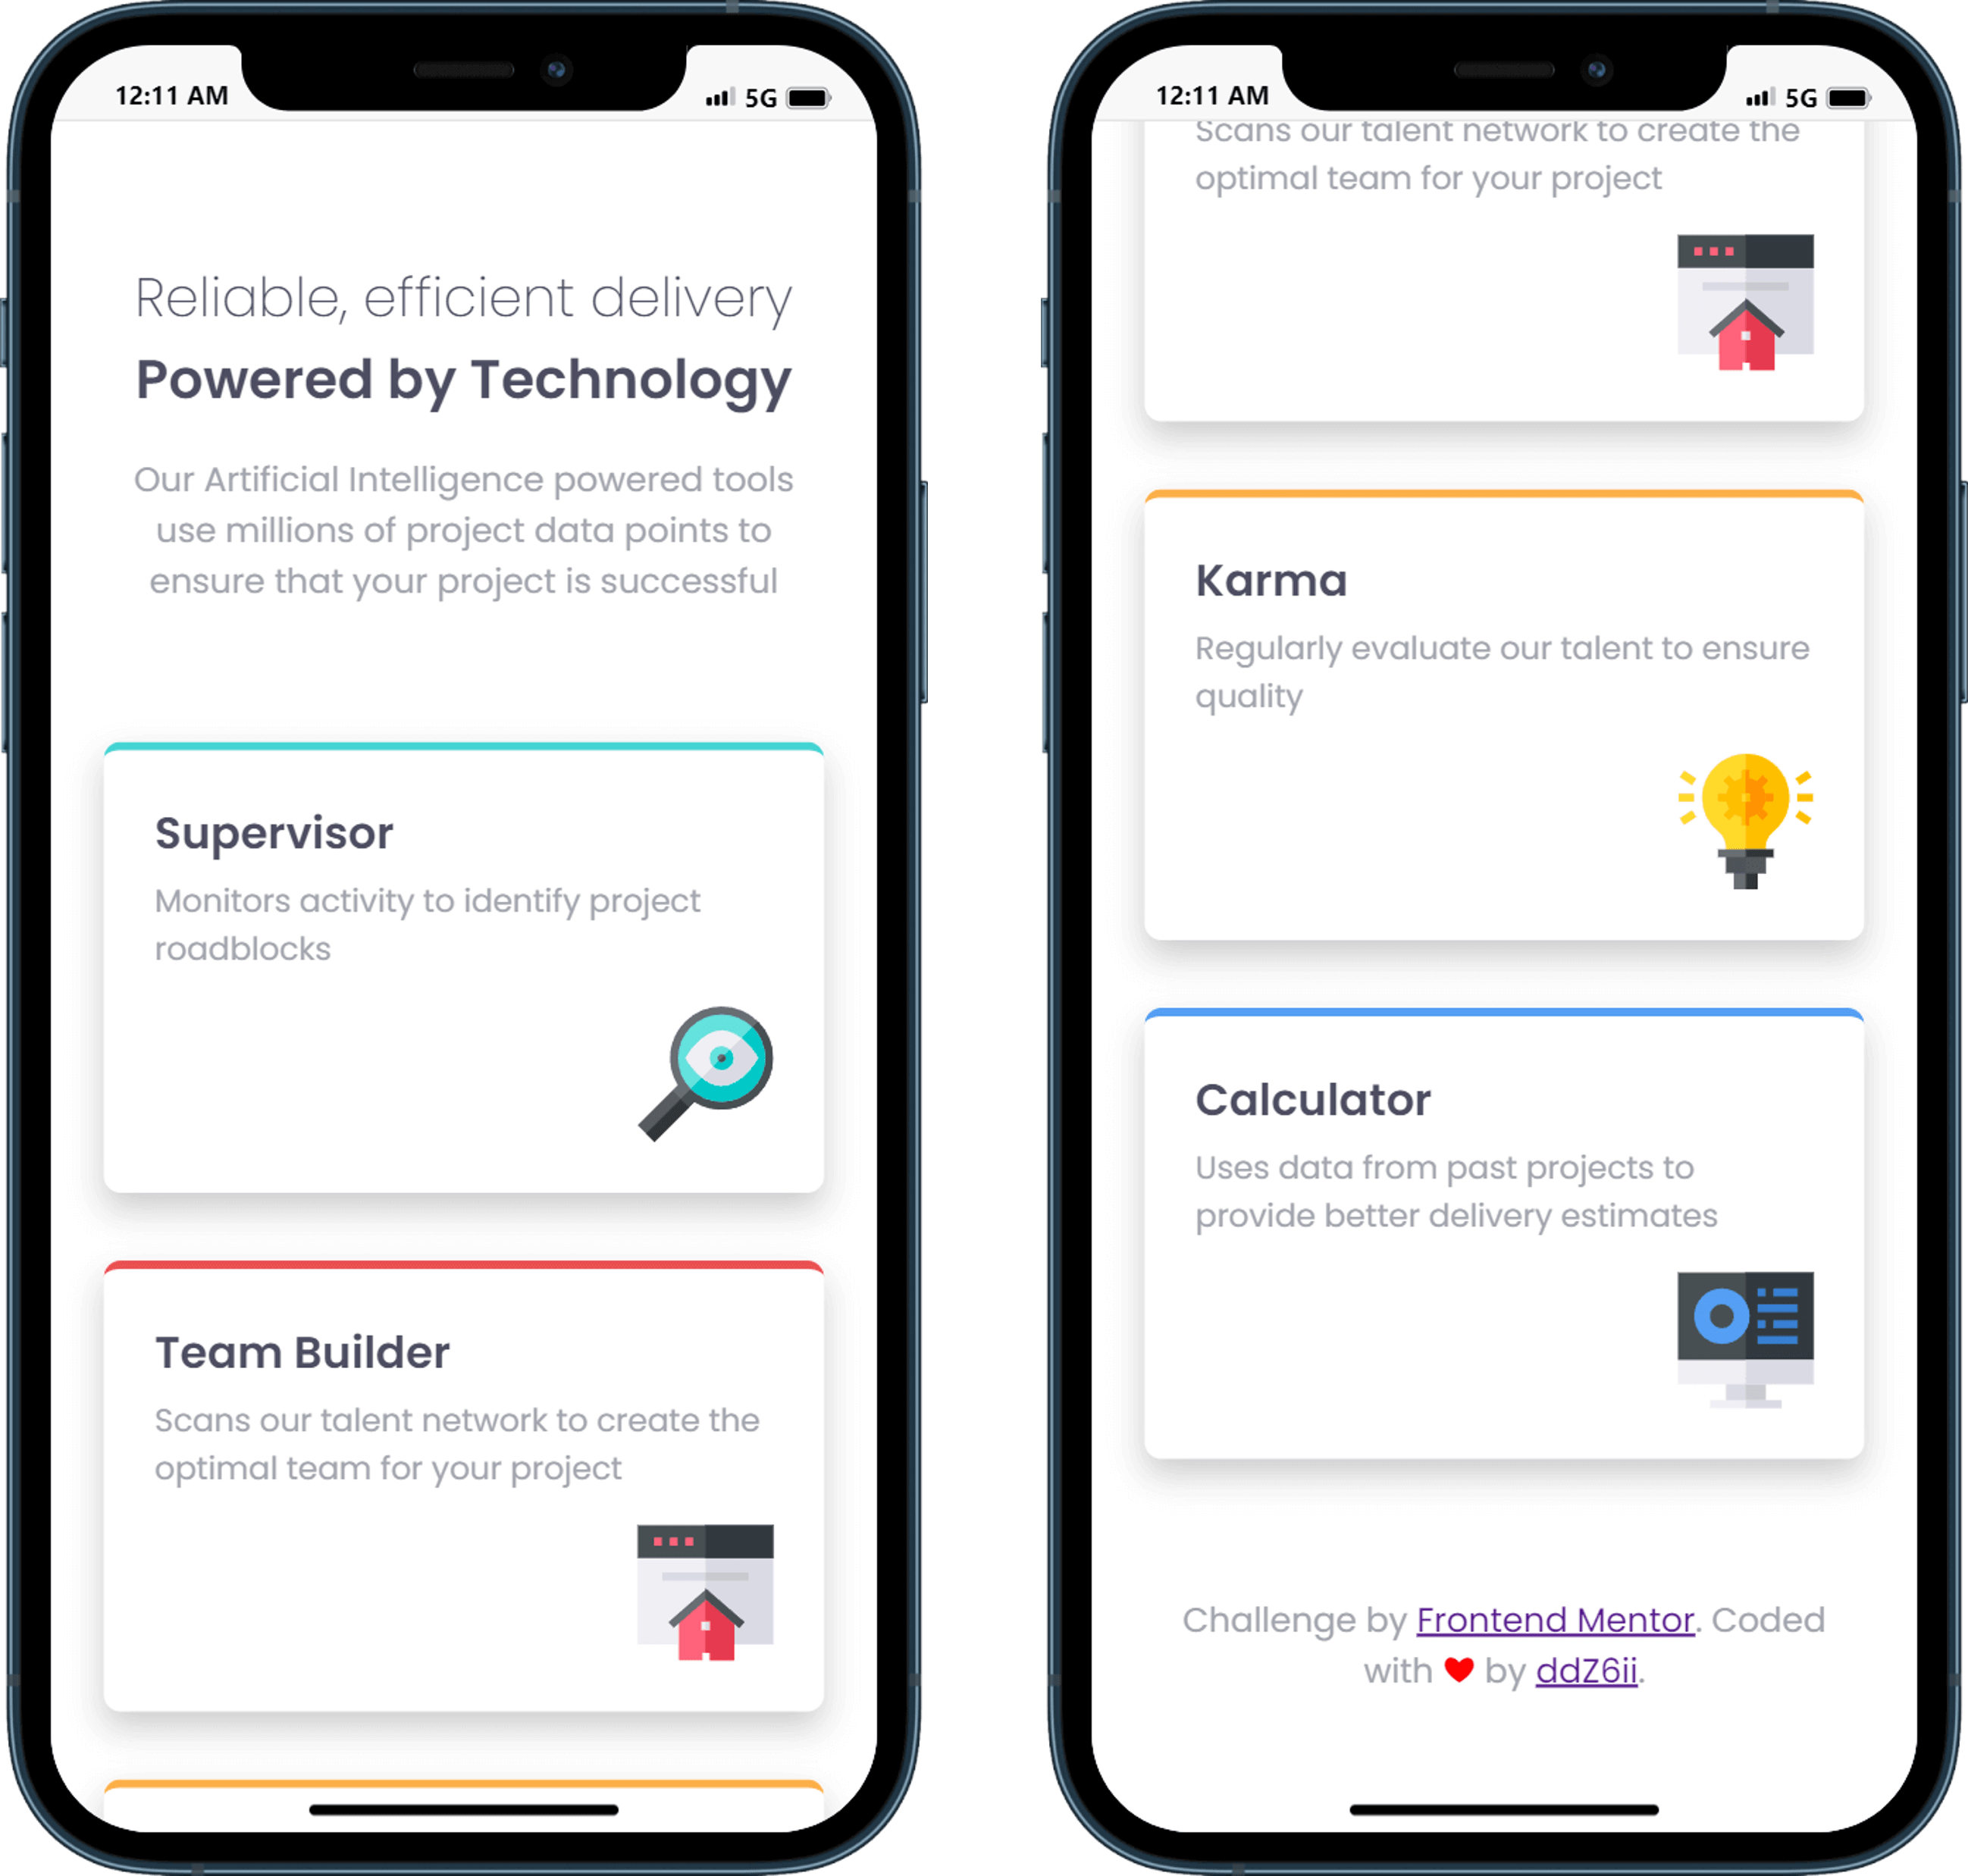 12:11 AM
5G
Reliable, efficient delivery
Powered by Technology
Our Artificial Intelligence powered tools
use millions of project data points to
ensure that your project is successful
Supervisor
Monitors activity to identify project
roadblocks
Team Builder
Scans our talent network to create the
optimal team for your project
12:11 AM
5G
Scans our talent network to create the
optimal team for your project
Karma
Regularly evaluate our talent to ensure
quality
Calculator
Uses data from past projects to
provide better delivery estimates
Challenge by Frontend Mentor. Coded
with ❤ by ddZ6ii.